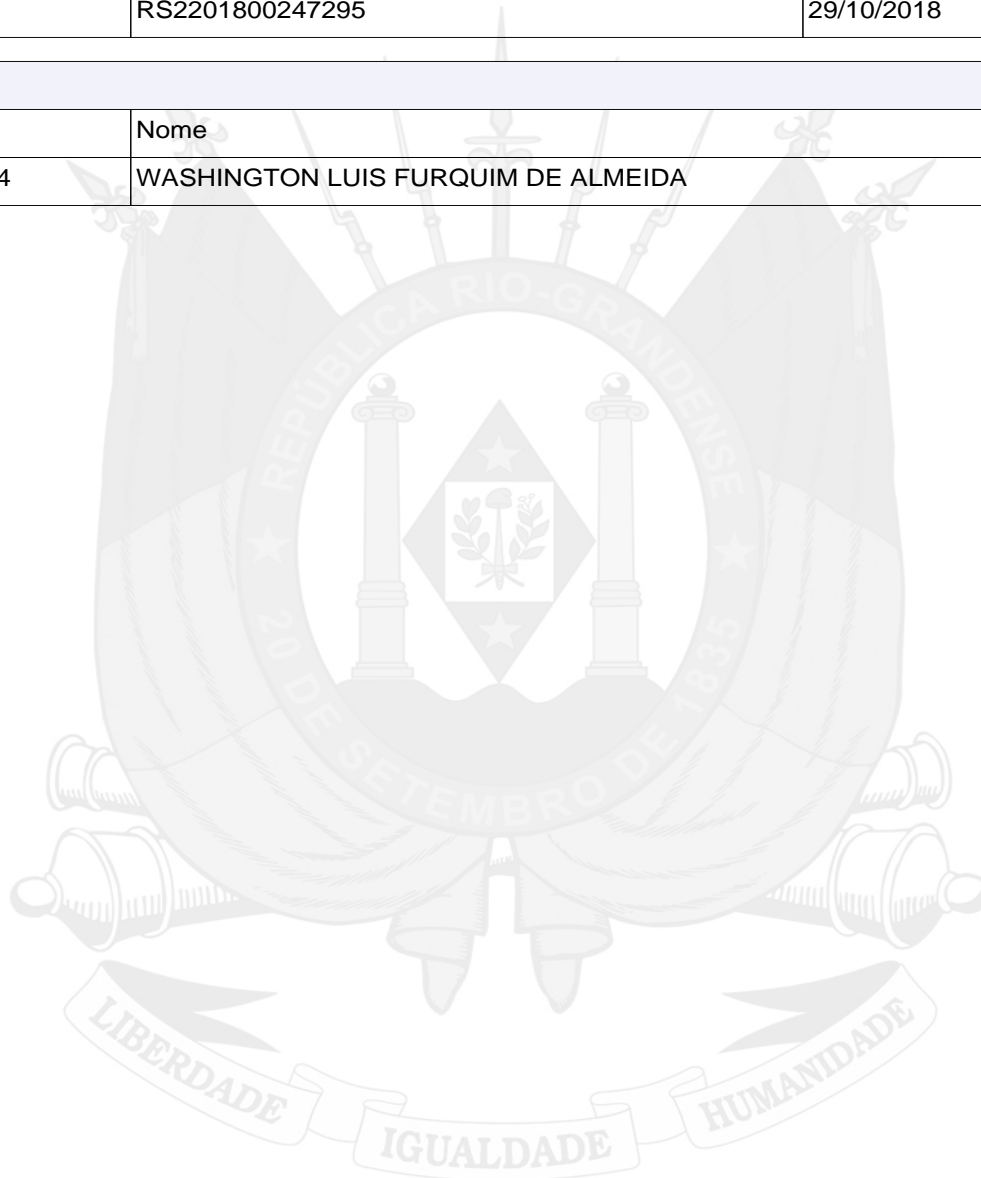 RS2201800247295 29/10/2018
Nome
4 WASHINGTON LUIS FURQUIM DE ALMEIDA
REPÚBLICA RIO-GRANDENSE
★ 20 DE SETEMBRO DE 1835 ★
LIBERDADE IGUALDADE HUMANIDADE